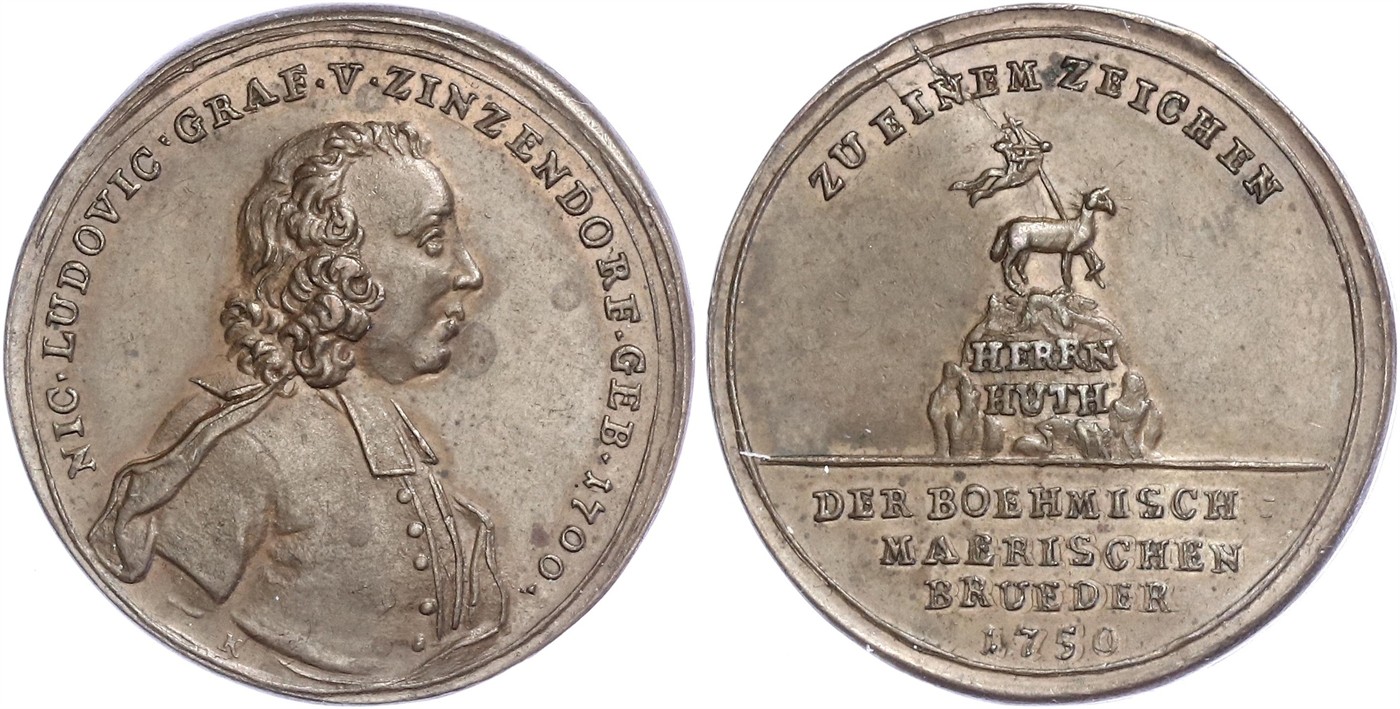 NIC · LUDOVIC · GRAF · V · ZINZENDORF · GEB · 1700 ·
N
ZU EINEM ZEICHEN
HERRN
HUTH
DER BOEHMISCH
MAERISCHEN
BRUEDER
1750